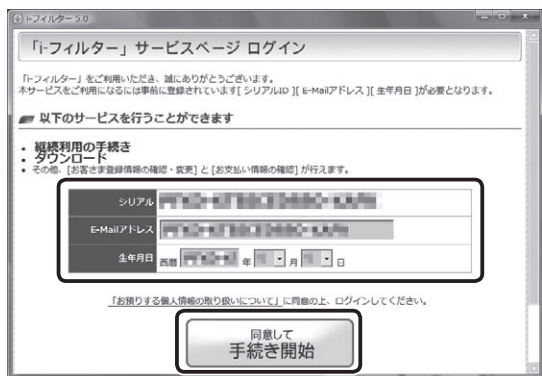 i-フィルター 5.0
「i-フィルター」サービスページ ログイン
「i-フィルター」をご利用いただき、誠にありがとうございます。
本サービスをご利用になるには事前に登録されています[ シリアルID ][ E-Mailアドレス ][ 生年月日 ]が必要となります。
以下のサービスを行うことができます
・ 継続利用の手続き
・ ダウンロード
・ その他、[お客さま登録情報の確認・変更] と [お支払い情報の確認] が行えます。
シリアル
E-Mailアドレス
生年月日 西暦 年 月 日
「お預りする個人情報の取り扱いについて」に同意の上、ログインしてください。
同意して
手続き開始